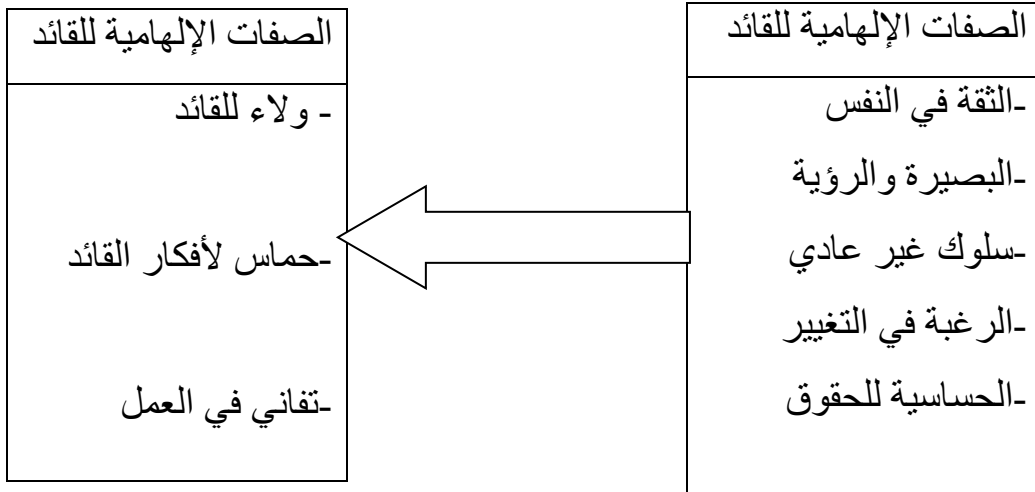 الصفات الإلهامية للقائد
-الثقة في النفس
-البصيرة والرؤية
-سلوك غير عادي
-الرغبة في التغيير
-الحساسية للحقوق
الصفات الإلهامية للقائد
- ولاء للقائد
-حماس لأفكار القائد
-تفاني في العمل